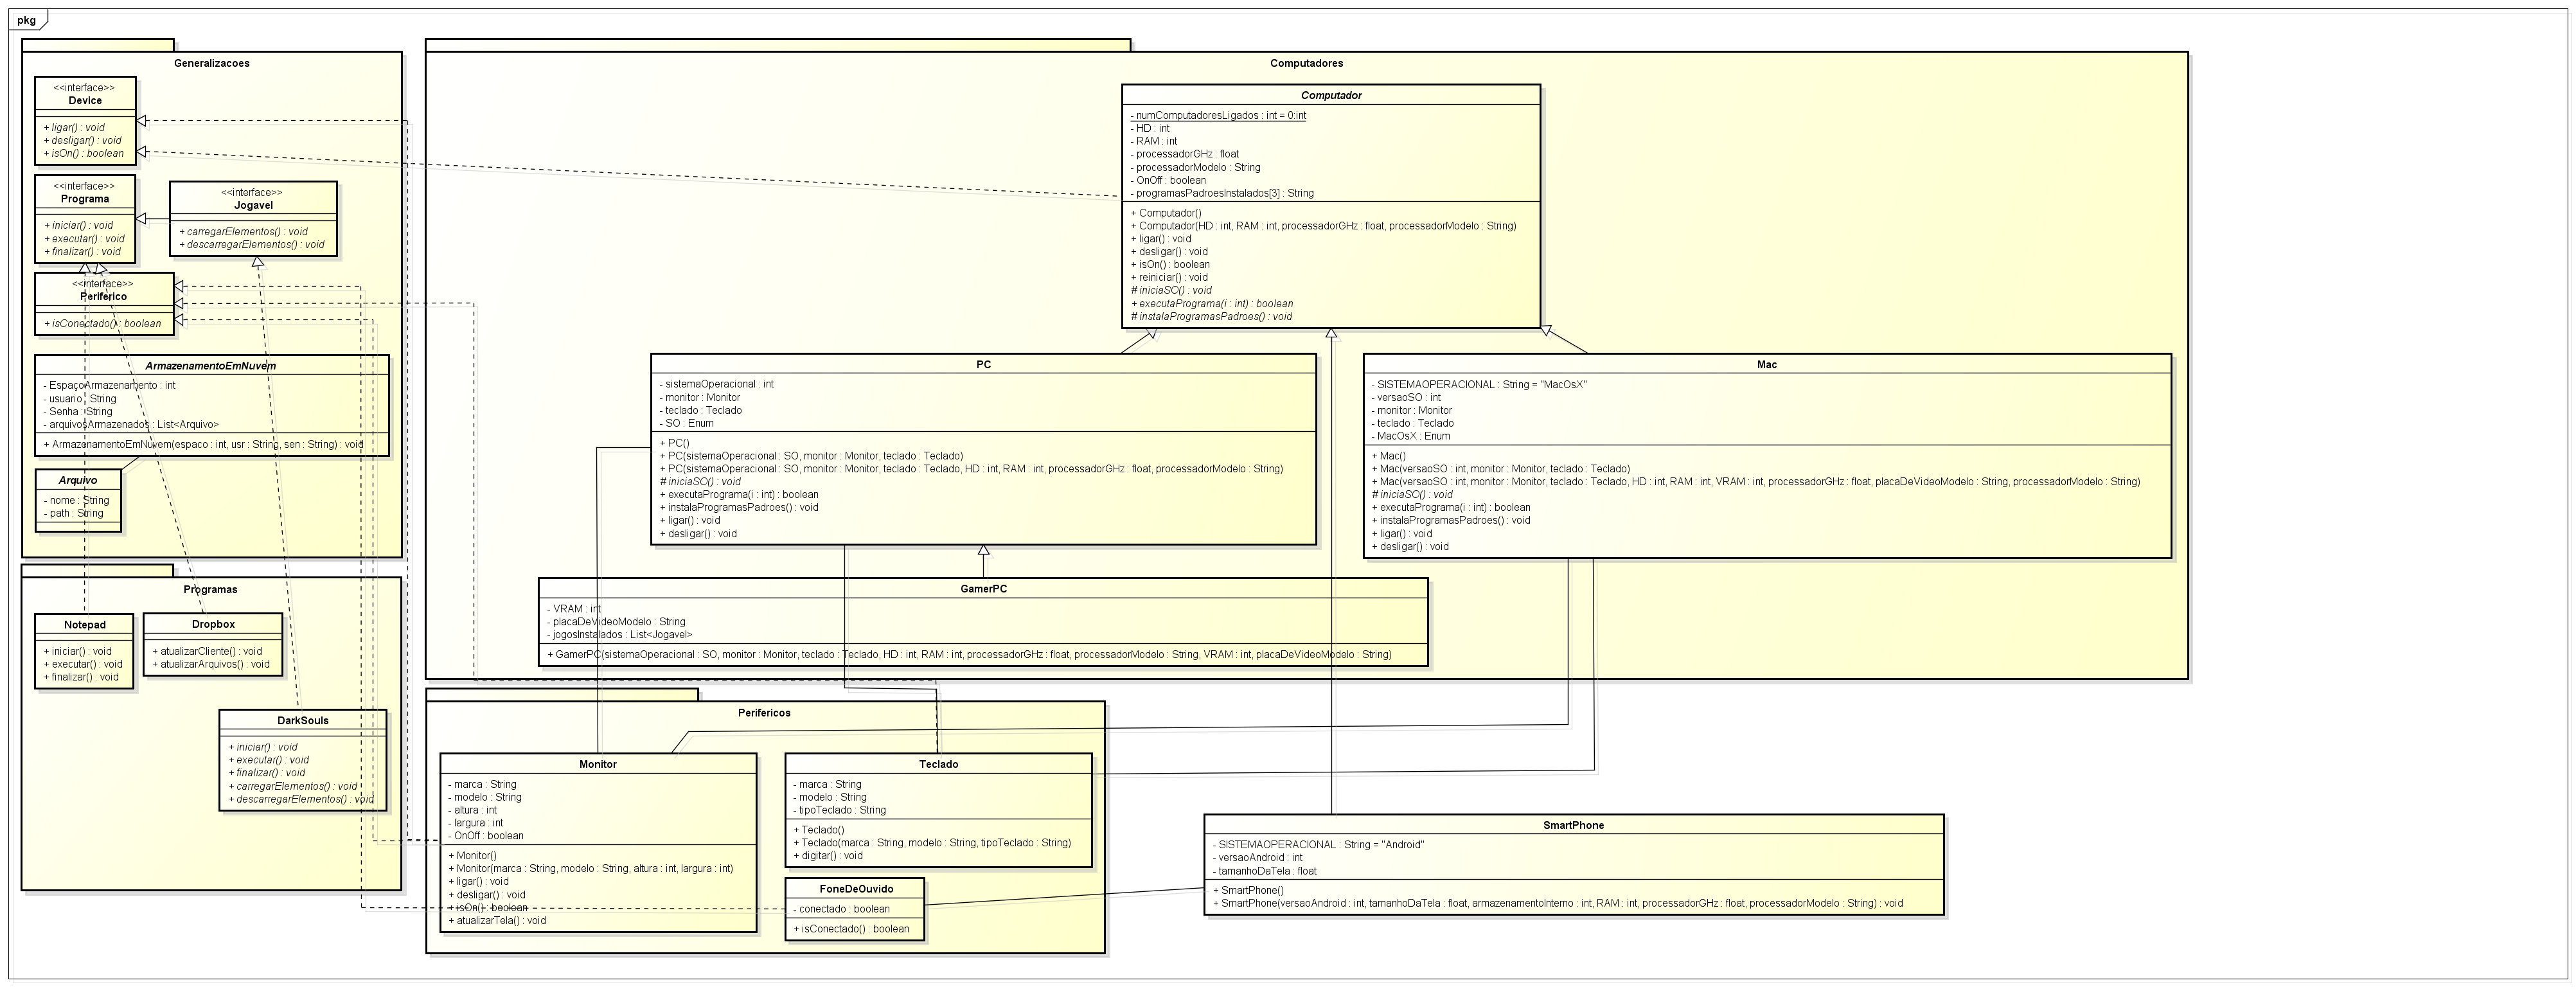 pkg
Generalizacoes
<<interface>>
Device
+ ligar() : void
+ desligar() : void
+ isOn() : boolean
<<interface>>
Programa
+ iniciar() : void
+ executar() : void
+ finalizar() : void
<<interface>>
Jogavel
+ carregarElementos() : void
+ descarregarElementos() : void
<<interface>>
Periferico
+ isConectado() : boolean
ArmazenamentoEmNuvem
- EspaçoArmazenamento : int
- usuario : String
- Senha : String
- arquivosArmazenados : List<Arquivo>
+ ArmazenamentoEmNuvem(espaco : int, usr : String, sen : String) : void
Arquivo
- nome : String
- path : String
Programas
Notepad
+ iniciar() : void
+ executar() : void
+ finalizar() : void
Dropbox
+ atualizarCliente() : void
+ atualizarArquivos() : void
DarkSouls
+ iniciar() : void
+ executar() : void
+ finalizar() : void
+ carregarElementos() : void
+ descarregarElementos() : void
Computadores
Computador
- numComputadoresLigados : int = 0:int
- HD : int
- RAM : int
- processadorGHz : float
- processadorModelo : String
- OnOff : boolean
- programasPadroesInstalados[3] : String
+ Computador()
+ Computador(HD : int, RAM : int, processadorGHz : float, processadorModelo : String)
+ ligar() : void
+ desligar() : void
+ isOn() : boolean
+ reiniciar() : void
# iniciaSO() : void
+ executaPrograma(i : int) : boolean
# instalaProgramasPadroes() : void
PC
- sistemaOperacional : int
- monitor : Monitor
- teclado : Teclado
- SO : Enum
+ PC()
+ PC(sistemaOperacional : SO, monitor : Monitor, teclado : Teclado)
+ PC(sistemaOperacional : SO, monitor : Monitor, teclado : Teclado, HD : int, RAM : int, processadorGHz : float, processadorModelo : String)
# iniciaSO() : void
+ executaPrograma(i : int) : boolean
+ instalaProgramasPadroes() : void
+ ligar() : void
+ desligar() : void
Mac
- SISTEMAOPERACIONAL : String = "MacOsX"
- versaoSO : int
- monitor : Monitor
- teclado : Teclado
- MacOsX : Enum
+ Mac()
+ Mac(versaoSO : int, monitor : Monitor, teclado : Teclado)
+ Mac(versaoSO : int, monitor : Monitor, teclado : Teclado, HD : int, RAM : int, VRAM : int, processadorGHz : float, placaDeVideoModelo : String, processadorModelo : String)
# iniciaSO() : void
+ executaPrograma(i : int) : boolean
+ instalaProgramasPadroes() : void
+ ligar() : void
+ desligar() : void
GamerPC
- VRAM : int
- placaDeVideoModelo : String
- jogosInstalados : List<Jogavel>
+ GamerPC(sistemaOperacional : SO, monitor : Monitor, teclado : Teclado, HD : int, RAM : int, processadorGHz : float, processadorModelo : String, VRAM : int, placaDeVideoModelo : String)
Perifericos
Monitor
- marca : String
- modelo : String
- altura : int
- largura : int
- OnOff : boolean
+ Monitor()
+ Monitor(marca : String, modelo : String, altura : int, largura : int)
+ ligar() : void
+ desligar() : void
+ isOn() : boolean
+ atualizarTela() : void
Teclado
- marca : String
- modelo : String
- tipoTeclado : String
+ Teclado()
+ Teclado(marca : String, modelo : String, tipoTeclado : String)
+ digitar() : void
FoneDeOuvido
- conectado : boolean
+ isConectado() : boolean
SmartPhone
- SISTEMAOPERACIONAL : String = "Android"
- versaoAndroid : int
- tamanhoDaTela : float
+ SmartPhone()
+ SmartPhone(versaoAndroid : int, tamanhoDaTela : float, armazenamentoInterno : int, RAM : int, processadorGHz : float, processadorModelo : String) : void